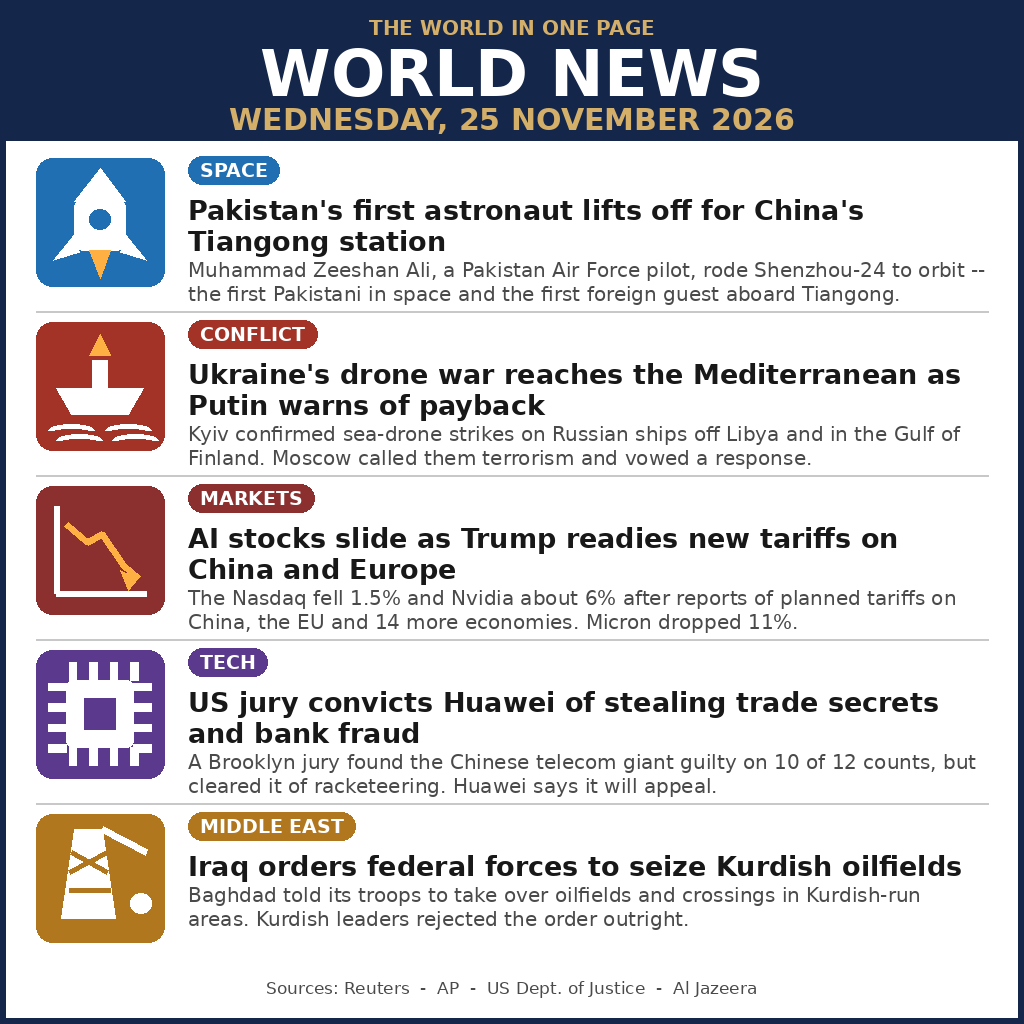 THE WORLD IN ONE PAGE
WORLD NEWS
WEDNESDAY, 25 NOVEMBER 2026
SPACE
Pakistan's first astronaut lifts off for China's
Tiangong station
Muhammad Zeeshan Ali, a Pakistan Air Force pilot, rode Shenzhou-24 to orbit --
the first Pakistani in space and the first foreign guest aboard Tiangong.
CONFLICT
Ukraine's drone war reaches the Mediterranean as
Putin warns of payback
Kyiv confirmed sea-drone strikes on Russian ships off Libya and in the Gulf of
Finland. Moscow called them terrorism and vowed a response.
MARKETS
AI stocks slide as Trump readies new tariffs on
China and Europe
The Nasdaq fell 1.5% and Nvidia about 6% after reports of planned tariffs on
China, the EU and 14 more economies. Micron dropped 11%.
TECH
US jury convicts Huawei of stealing trade secrets
and bank fraud
A Brooklyn jury found the Chinese telecom giant guilty on 10 of 12 counts, but
cleared it of racketeering. Huawei says it will appeal.
MIDDLE EAST
Iraq orders federal forces to seize Kurdish oilfields
Baghdad told its troops to take over oilfields and crossings in Kurdish-run
areas. Kurdish leaders rejected the order outright.
Sources: Reuters - AP - US Dept. of Justice - Al Jazeera